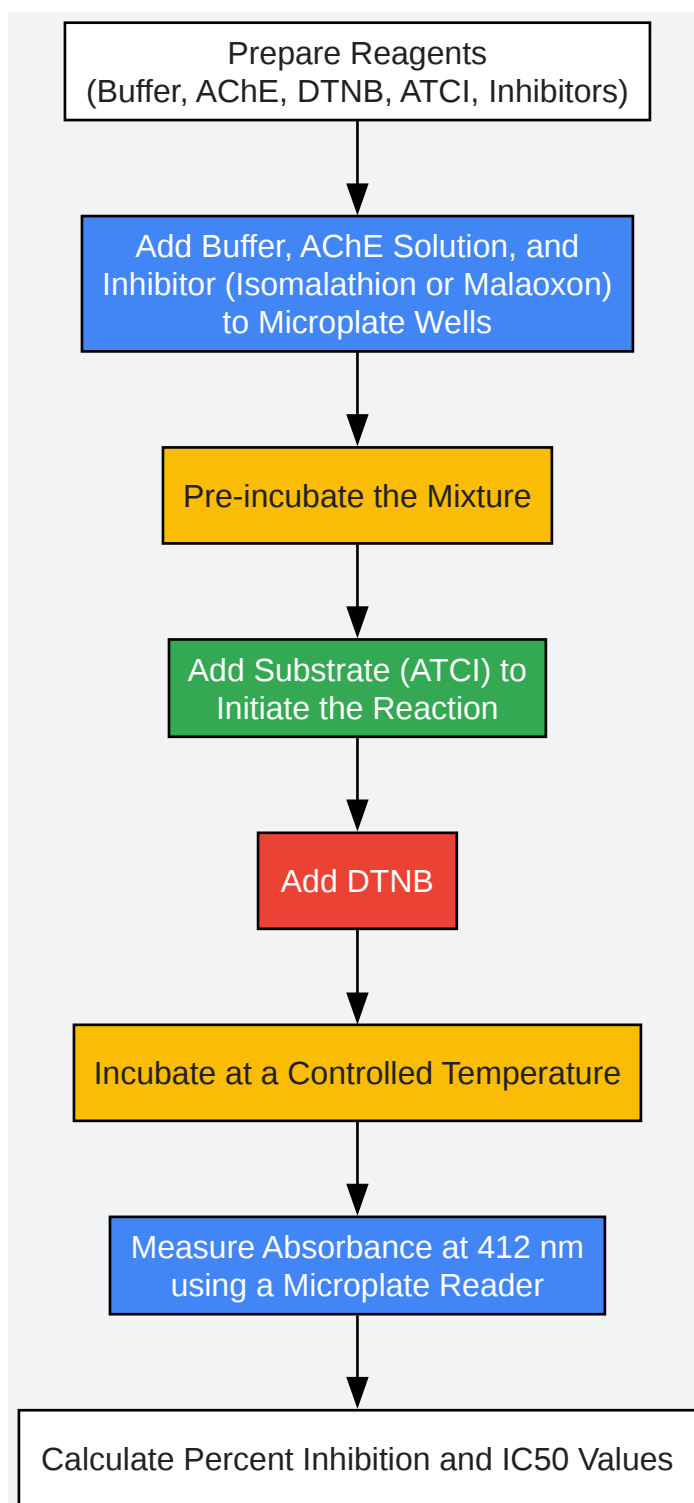 Prepare Reagents
(Buffer, AChE, DTNB, ATCI, Inhibitors)
Add Buffer, AChE Solution, and
Inhibitor (Isomalathion or Malaoxon)
to Microplate Wells
Pre-incubate the Mixture
Add Substrate (ATCI) to
Initiate the Reaction
Add DTNB
Incubate at a Controlled Temperature
Measure Absorbance at 412 nm
using a Microplate Reader
Calculate Percent Inhibition and IC50 Values